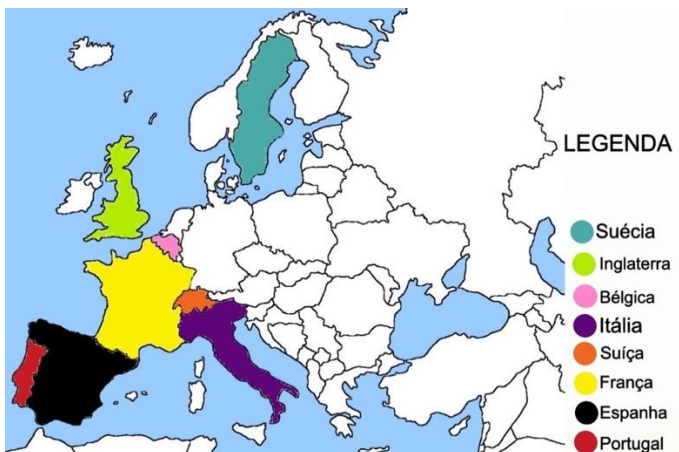 LEGENDA
Suécia
Inglaterra
Bélgica
Itália
Suíça
França
Espanha
Portugal